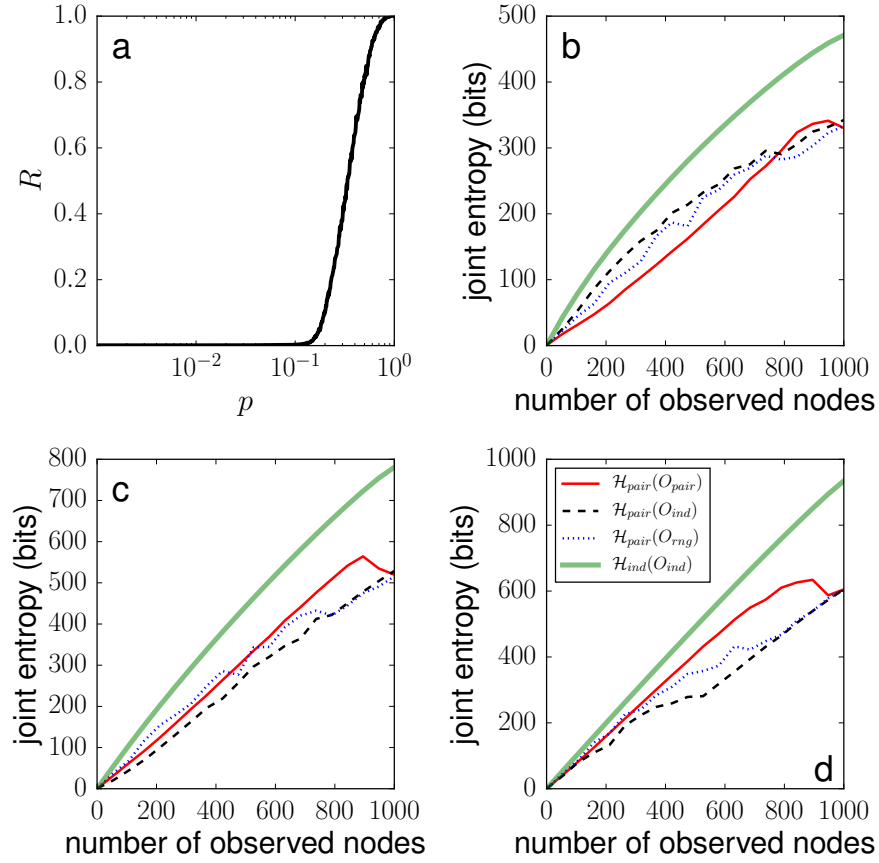 a
1.0
0.8
0.6
0.4
0.2
0.0
R
10^{-2} 10^{-1} 10^{0}
p
b
500
400
300
200
100
0
joint entropy (bits)
0 200 400 600 800 1000
number of observed nodes
c
800
700
600
500
400
300
200
100
0
joint entropy (bits)
0 200 400 600 800 1000
number of observed nodes
1000
800
600
400
200
0
joint entropy (bits)
\mathcal{H}_{pair}(O_{pair})
\mathcal{H}_{pair}(O_{ind})
\mathcal{H}_{pair}(O_{rng})
\mathcal{H}_{ind}(O_{ind})
d
0 200 400 600 800 1000
number of observed nodes